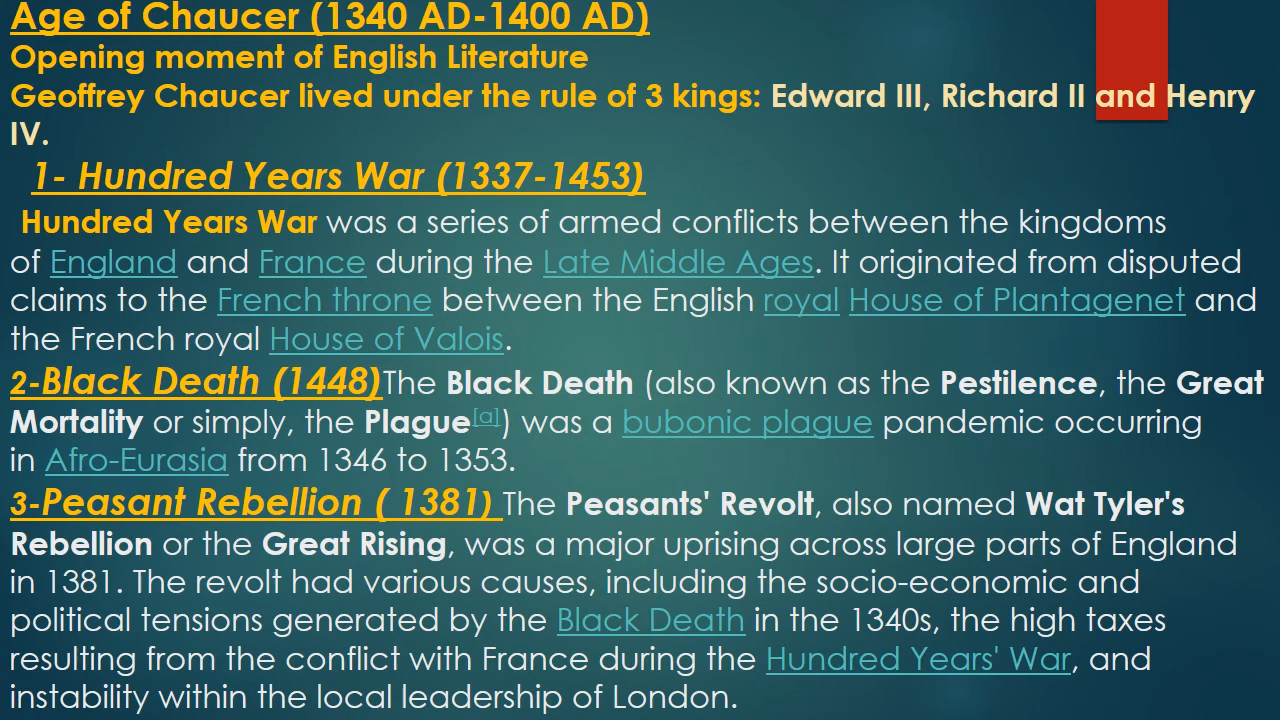 Age of Chaucer (1340 AD-1400 AD)
Opening moment of English Literature
Geoffrey Chaucer lived under the rule of 3 kings: Edward III, Richard II and Henry
IV.
1- Hundred Years War (1337-1453)
Hundred Years War was a series of armed conflicts between the kingdoms
of England and France during the Late Middle Ages. It originated from disputed
claims to the French throne between the English royal House of Plantagenet and
the French royal House of Valois.
2-Black Death (1448)The Black Death (also known as the Pestilence, the Great
Mortality or simply, the Plague[a]) was a bubonic plague pandemic occurring
in Afro-Eurasia from 1346 to 1353.
3-Peasant Rebellion ( 1381) The Peasants' Revolt, also named Wat Tyler's
Rebellion or the Great Rising, was a major uprising across large parts of England
in 1381. The revolt had various causes, including the socio-economic and
political tensions generated by the Black Death in the 1340s, the high taxes
resulting from the conflict with France during the Hundred Years' War, and
instability within the local leadership of London.